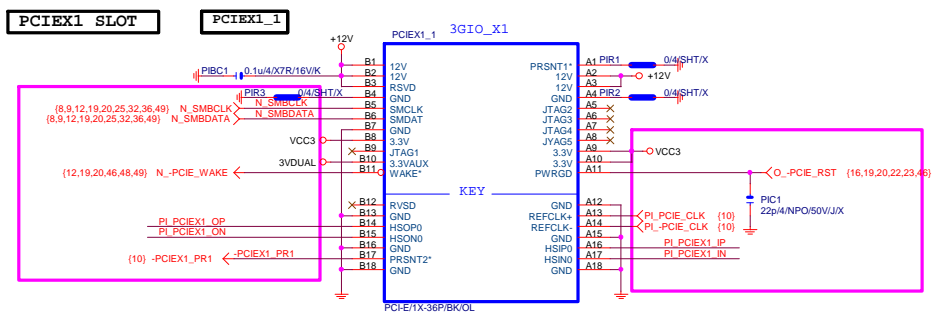 PCIEX1 SLOT
PCIEX1_1
3GIO_X1
PCIEX1_1
+12V
PIBC1 0.1u/4/X7R/16V/K
B1 12V
B2 12V
B3 RSVD
PIR3 0/4/SHT/X B4 GND
{8,9,12,19,20,25,32,36,49} N_SMBCLK N_SMBCLK B5 SMCLK
{8,9,12,19,20,25,32,36,49} N_SMBDATA N_SMBDATA B6 SMDAT
B7 GND
VCC3 B8 3.3V
B9 JTAG1
3VDUAL B10 3.3VAUX
{12,19,20,46,48,49} N_-PCIE_WAKE B11 WAKE*
KEY
B12 RVSD
B13 GND
PI_PCIEX1_OP B14 HSOP0
PI_PCIEX1_ON B15 HSON0
B16 GND
{10} -PCIEX1_PR1 -PCIEX1_PR1 B17 PRSNT2*
B18 GND
PRSNT1* A1 PIR1 0/4/SHT/X
12V A2 +12V
12V A3
GND A4 PIR2 0/4/SHT/X
JTAG2 A5
JTAG3 A6
JTAG4 A7
JYAG5 A8
3.3V A9 VCC3
3.3V A10
PWRGD A11 O_-PCIE_RST {16,19,20,22,23,46}
PIC1
22p/4/NPO/50V/J/X
GND A12
REFCLK+ A13 PI_PCIE_CLK {10}
REFCLK- A14 PI_-PCIE_CLK {10}
GND A15
HSIP0 A16 PI_PCIEX1_IP
HSIN0 A17 PI_PCIEX1_IN
GND A18
PCI-E/1X-36P/BK/OL